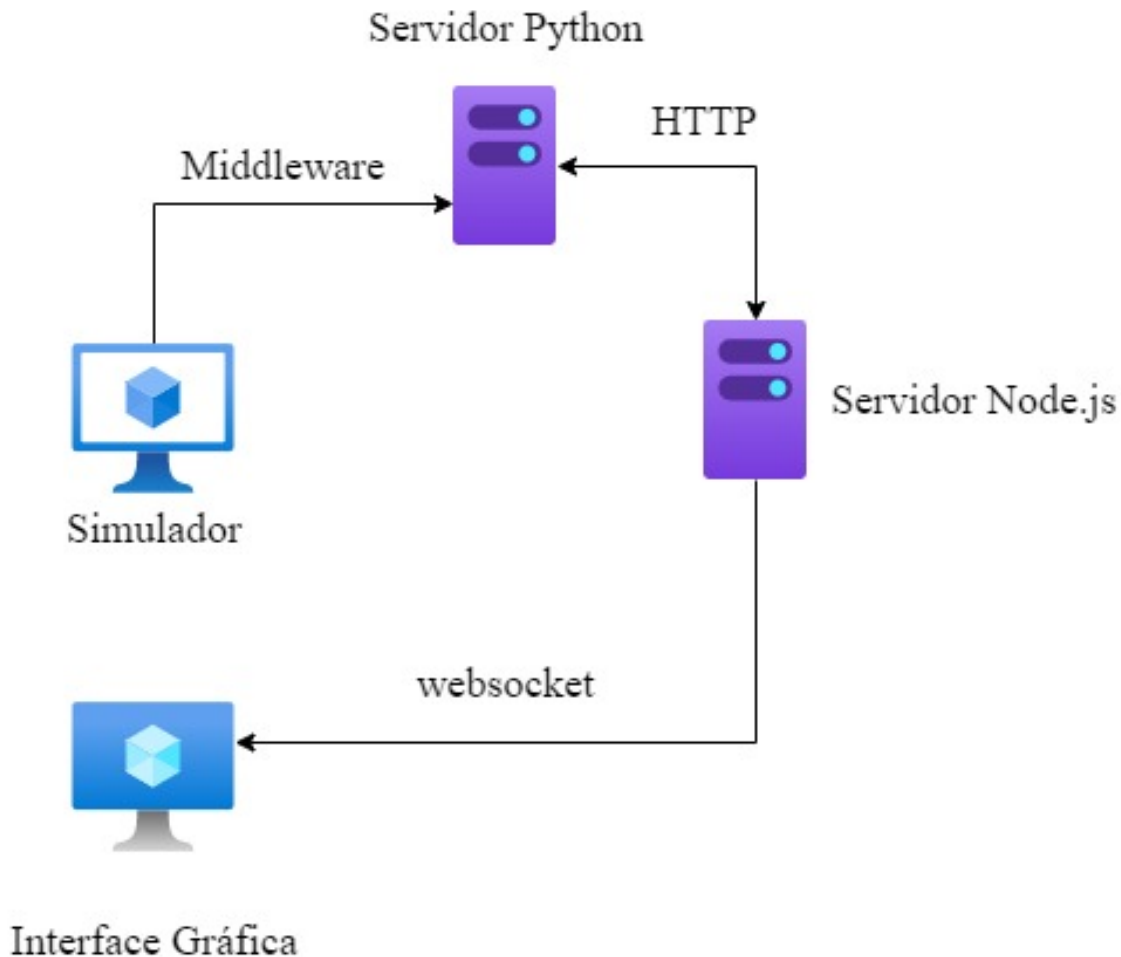 Servidor Python
HTTP
Middleware
Servidor Node.js
Simulador
websocket
Interface Gráfica